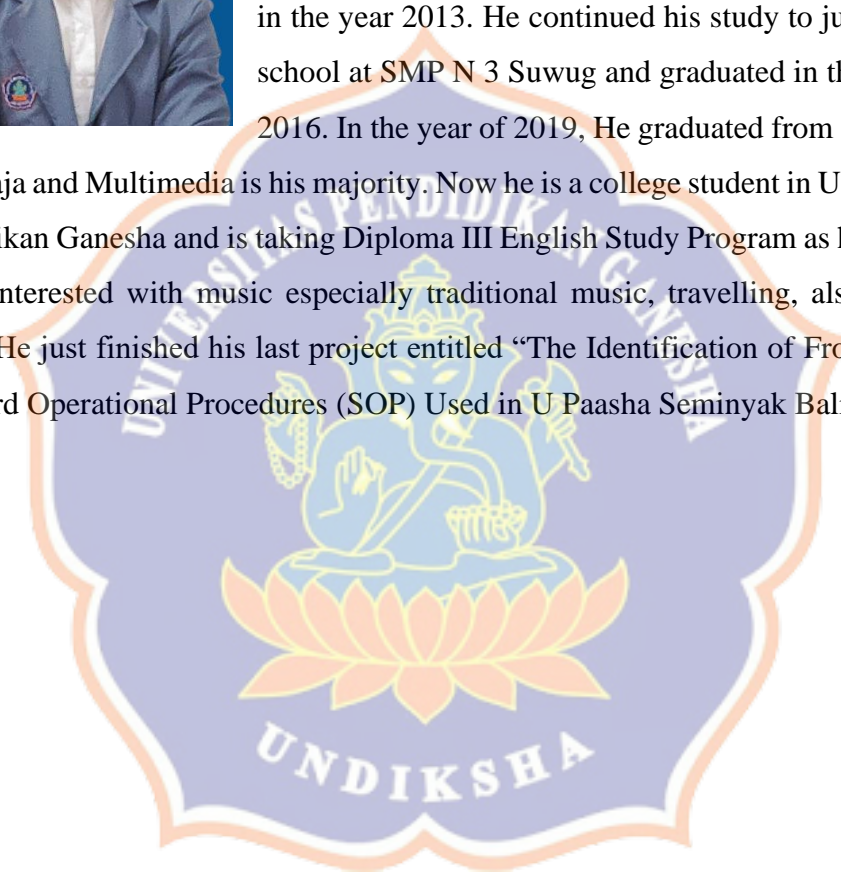 in the year 2013. He continued his study to ju
school at SMP N 3 Suwug and graduated in th
2016. In the year of 2019, He graduated from
aja and Multimedia is his majority. Now he is a college student in U
ikan Ganesha and is taking Diploma III English Study Program as h
nterested with music especially traditional music, travelling, als
He just finished his last project entitled “The Identification of Fro
rd Operational Procedures (SOP) Used in U Paasha Seminyak Bali
UNIVERSITAS PENDIDIKAN GANESHA
UNDIKSHA